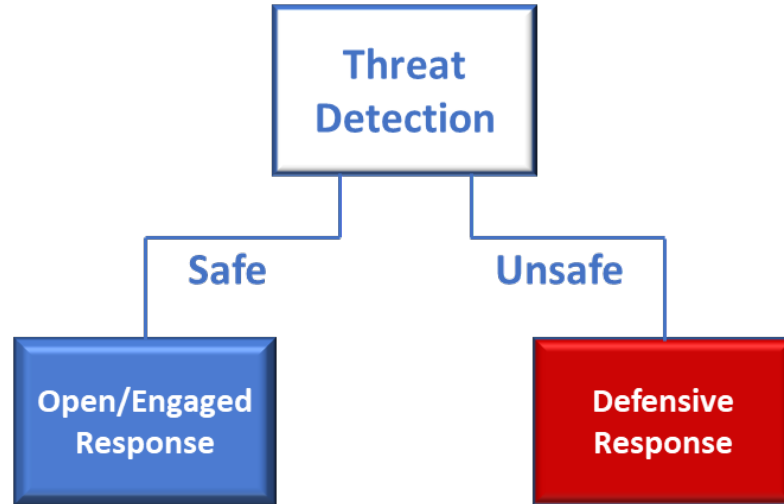 Threat
Detection
Safe
Unsafe
Open/Engaged
Response
Defensive
Response